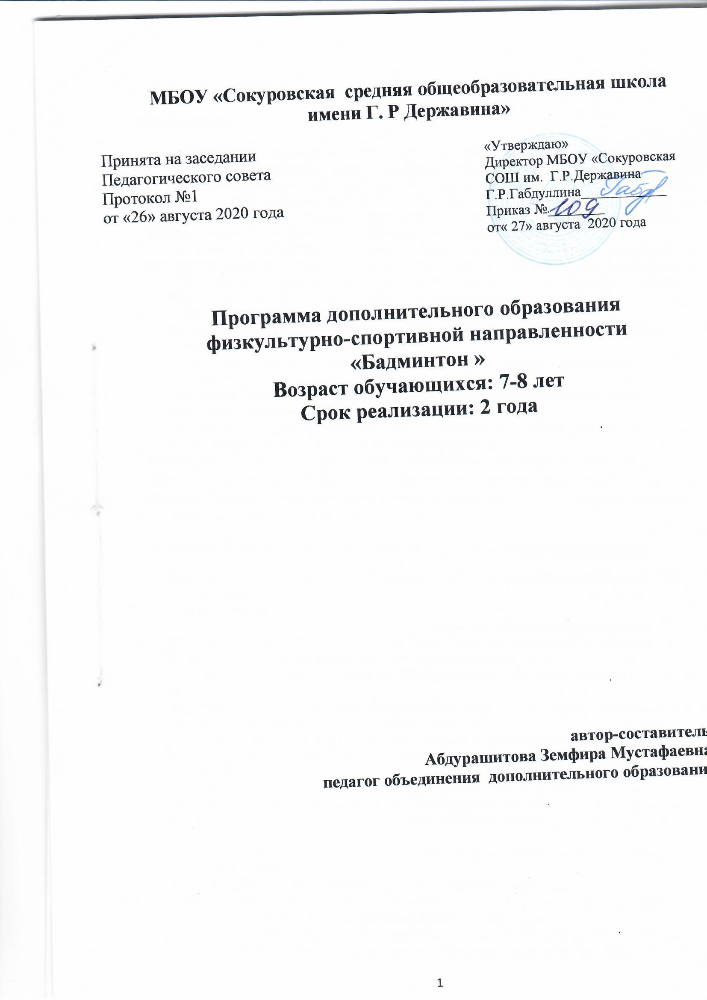 МБОУ «Сокуровская средняя общеобразовательная школа
имени Г. Р Державина»
Принята на заседании
Педагогического совета
Протокол №1
от «26» августа 2020 года
«Утверждаю»
Директор МБОУ «Сокуровская
СОШ им. Г.Р.Державина
Г.Р.Габдуллина______________
Приказ № 109
от« 27» августа 2020 года
Программа дополнительного образования
физкультурно-спортивной направленности
«Бадминтон »
Возраст обучающихся: 7-8 лет
Срок реализации: 2 года
автор-составитель
Абдурашитова Земфира Мустафаевна
педагог объединения дополнительного образовани
1